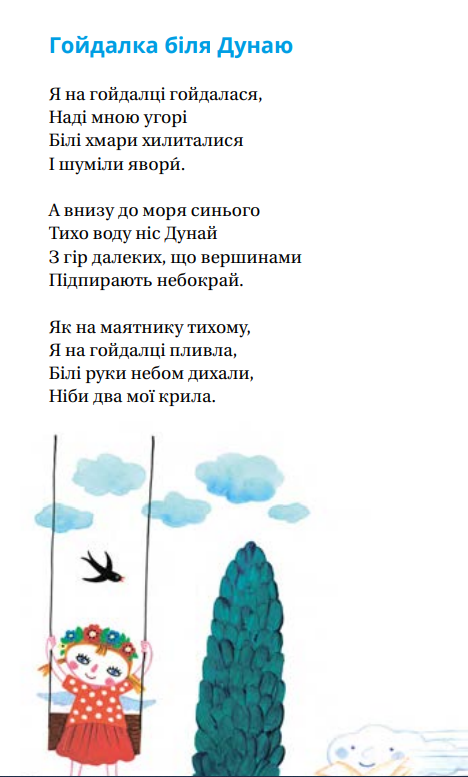 Гойдалка біля Дунаю
Я на гойдалці гойдалася,
Наді мною угорі
Білі хмари хилиталися
І шуміли явори́.
А внизу до моря синього
Тихо воду ніс Дунай
З гір далеких, що вершинами
Підпирають небокрай.
Як на маятнику тихому,
Я на гойдалці пливла,
Білі руки небом дихали,
Ніби два мої крила.